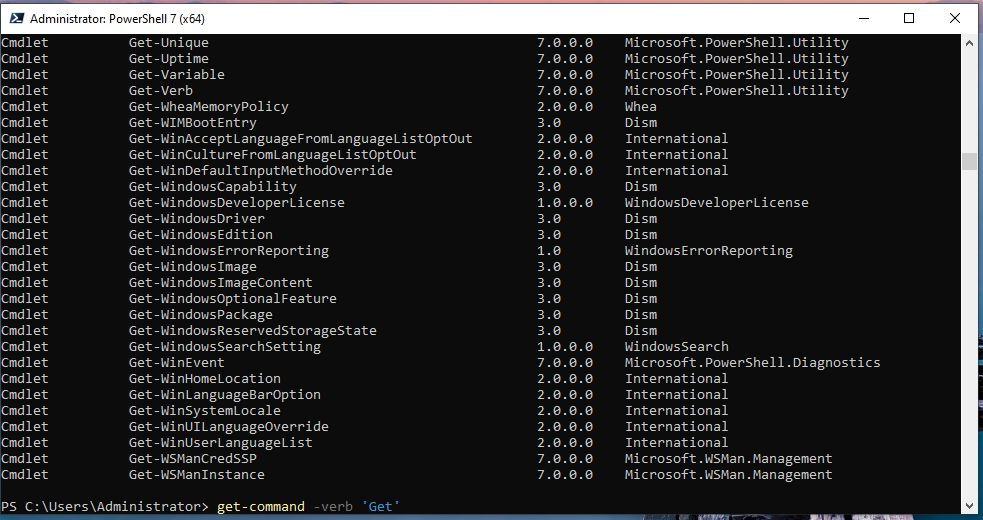 Administrator: PowerShell 7 (x64)
Cmdlet Get-Unique 7.0.0.0 Microsoft.PowerShell.Utility
Cmdlet Get-Uptime 7.0.0.0 Microsoft.PowerShell.Utility
Cmdlet Get-Variable 7.0.0.0 Microsoft.PowerShell.Utility
Cmdlet Get-Verb 7.0.0.0 Microsoft.PowerShell.Utility
Cmdlet Get-WheaMemoryPolicy 2.0.0.0 Whea
Cmdlet Get-WIMBootEntry 3.0 Dism
Cmdlet Get-WinAcceptLanguageFromLanguageListOptOut 2.0.0.0 International
Cmdlet Get-WinCultureFromLanguageListOptOut 2.0.0.0 International
Cmdlet Get-WinDefaultInputMethodOverride 2.0.0.0 International
Cmdlet Get-WindowsCapability 3.0 Dism
Cmdlet Get-WindowsDeveloperLicense 1.0.0.0 WindowsDeveloperLicense
Cmdlet Get-WindowsDriver 3.0 Dism
Cmdlet Get-WindowsEdition 3.0 Dism
Cmdlet Get-WindowsErrorReporting 1.0 WindowsErrorReporting
Cmdlet Get-WindowsImage 3.0 Dism
Cmdlet Get-WindowsImageContent 3.0 Dism
Cmdlet Get-WindowsOptionalFeature 3.0 Dism
Cmdlet Get-WindowsPackage 3.0 Dism
Cmdlet Get-WindowsReservedStorageState 3.0 Dism
Cmdlet Get-WindowsSearchSetting 1.0.0.0 WindowsSearch
Cmdlet Get-WinEvent 7.0.0.0 Microsoft.PowerShell.Diagnostics
Cmdlet Get-WinHomeLocation 2.0.0.0 International
Cmdlet Get-WinLanguageBarOption 2.0.0.0 International
Cmdlet Get-WinSystemLocale 2.0.0.0 International
Cmdlet Get-WinUILanguageOverride 2.0.0.0 International
Cmdlet Get-WinUserLanguageList 2.0.0.0 International
Cmdlet Get-WSManCredSSP 7.0.0.0 Microsoft.WSMan.Management
Cmdlet Get-WSManInstance 7.0.0.0 Microsoft.WSMan.Management
PS C:\Users\Administrator> get-command -verb 'Get'